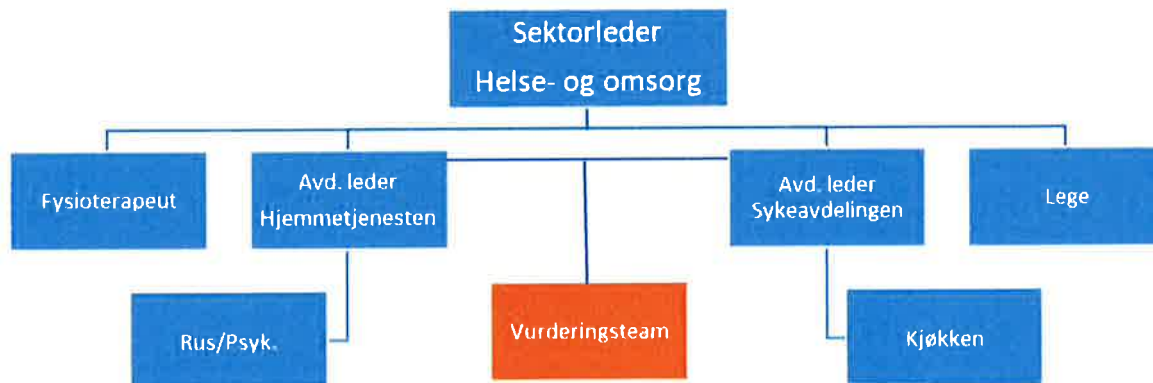 Sektorleder
Helse- og omsorg
Fysioterapeut
Avd. leder
Hjemmetjenesten
Avd. leder
Sykeavdelingen
Lege
Rus/Psyk.
Vurderingsteam
Kjøkken